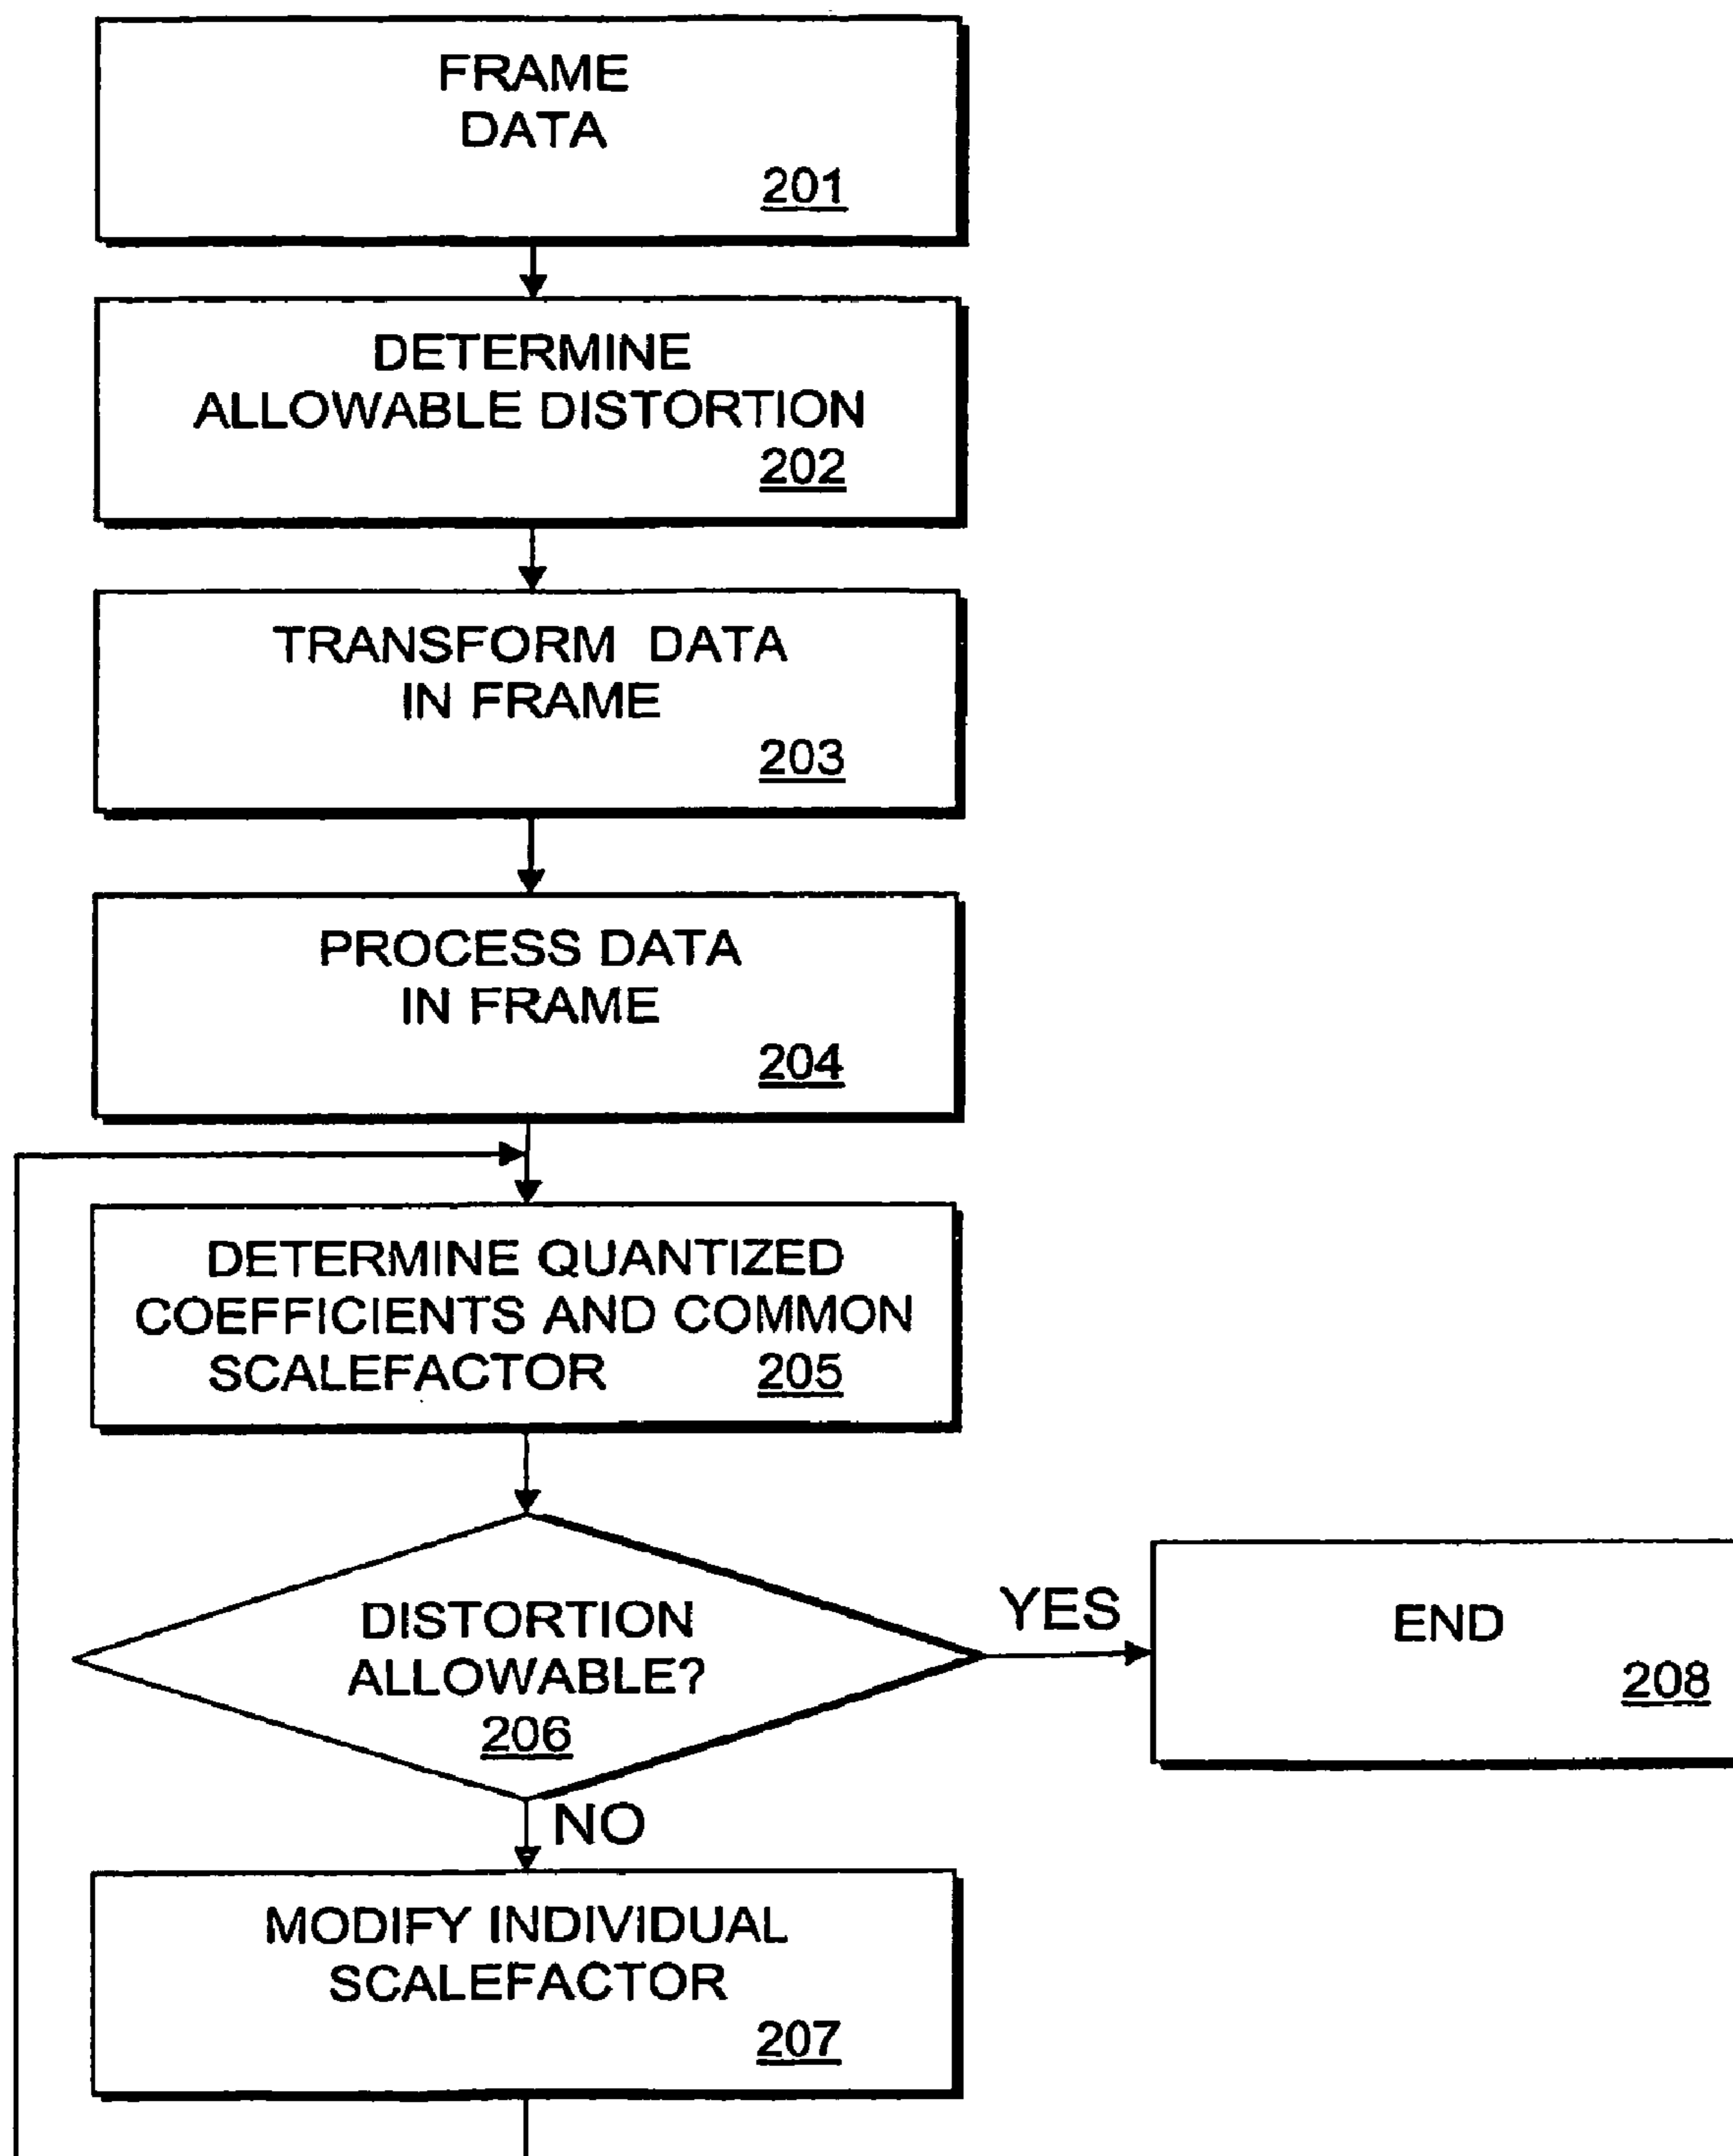 FRAME
DATA
201
DETERMINE
ALLOWABLE DISTORTION
202
TRANSFORM DATA
IN FRAME
203
PROCESS DATA
IN FRAME
204
DETERMINE QUANTIZED
COEFFICIENTS AND COMMON
SCALEFACTOR 205
DISTORTION
ALLOWABLE?
206
YES
END
208
NO
MODIFY INDIVIDUAL
SCALEFACTOR
207